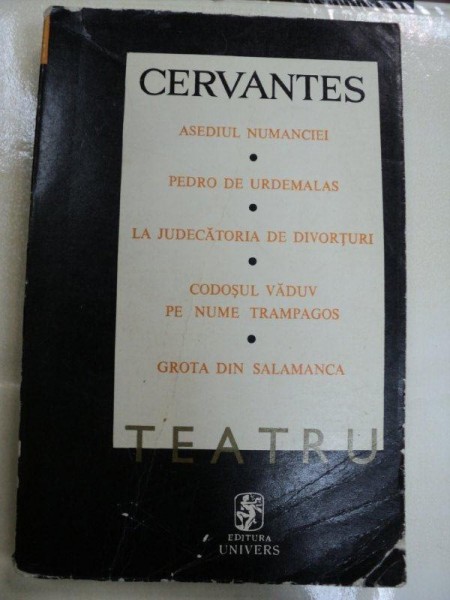 CERVANTES
ASEDIUL NUMANCIEI
PEDRO DE URDEMALAS
LA JUDECĂTORIA DE DIVORȚURI
CODOȘUL VĂDUV
PE NUME TRAMPAGOS
GROTA DIN SALAMANCA
TEATRU
EDITURA
UNIVERS